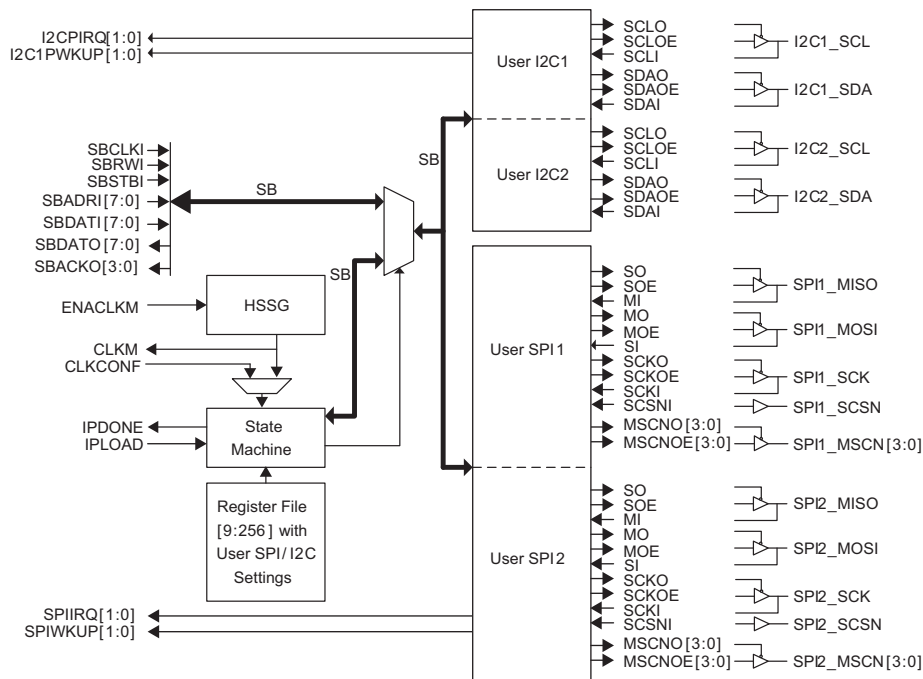 I2CPIRQ[1:0]
I2C1PWKUP[1:0]
User I2C1
SCLO
SCLOE
SCLI
I2C1_SCL
SDAO
SDAOE
SDAI
I2C1_SDA
User I2C2
SCLO
SCLOE
SCLI
I2C2_SCL
SDAO
SDAOE
SDAI
I2C2_SDA
SB
SBCLKI
SBRWI
SBSTBI
SBADRI[7:0]
SBDATI[7:0]
SBDATO[7:0]
SBACKO[3:0]
SB
SB
ENACLKM
HSSG
CLKM
CLKCONF
IPDONE
IPLOAD
State
Machine
Register File
[9:256] with
User SPI/I2C
Settings
User SPI1
SO
SOE
MI
SPI1_MISO
MO
MOE
SI
SPI1_MOSI
SCKO
SCKOE
SCKI
SPI1_SCK
SCSNI
SPI1_SCSN
MSCNO[3:0]
MSCNOE[3:0]
SPI1_MSCN[3:0]
User SPI2
SO
SOE
MI
SPI2_MISO
MO
MOE
SI
SPI2_MOSI
SCKO
SCKOE
SCKI
SPI2_SCK
SCSNI
SPI2_SCSN
MSCNO[3:0]
MSCNOE[3:0]
SPI2_MSCN[3:0]
SPIIRQ[1:0]
SPIWKUP[1:0]